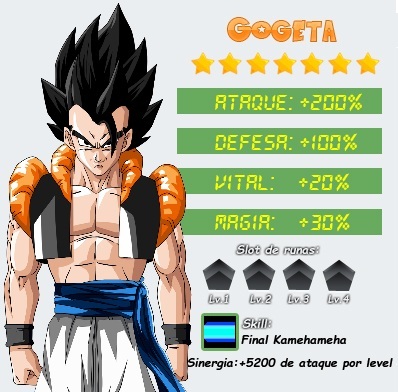 GOGETA
ATAQUE: +200%
DEFESA: +100%
VITAL: +20%
MAGIA: +30%
Slot de runas:
Lv.1 Lv.2 Lv.3 Lv.4
Skill:
Final Kamehameha
Sinergia:+5200 de ataque por level